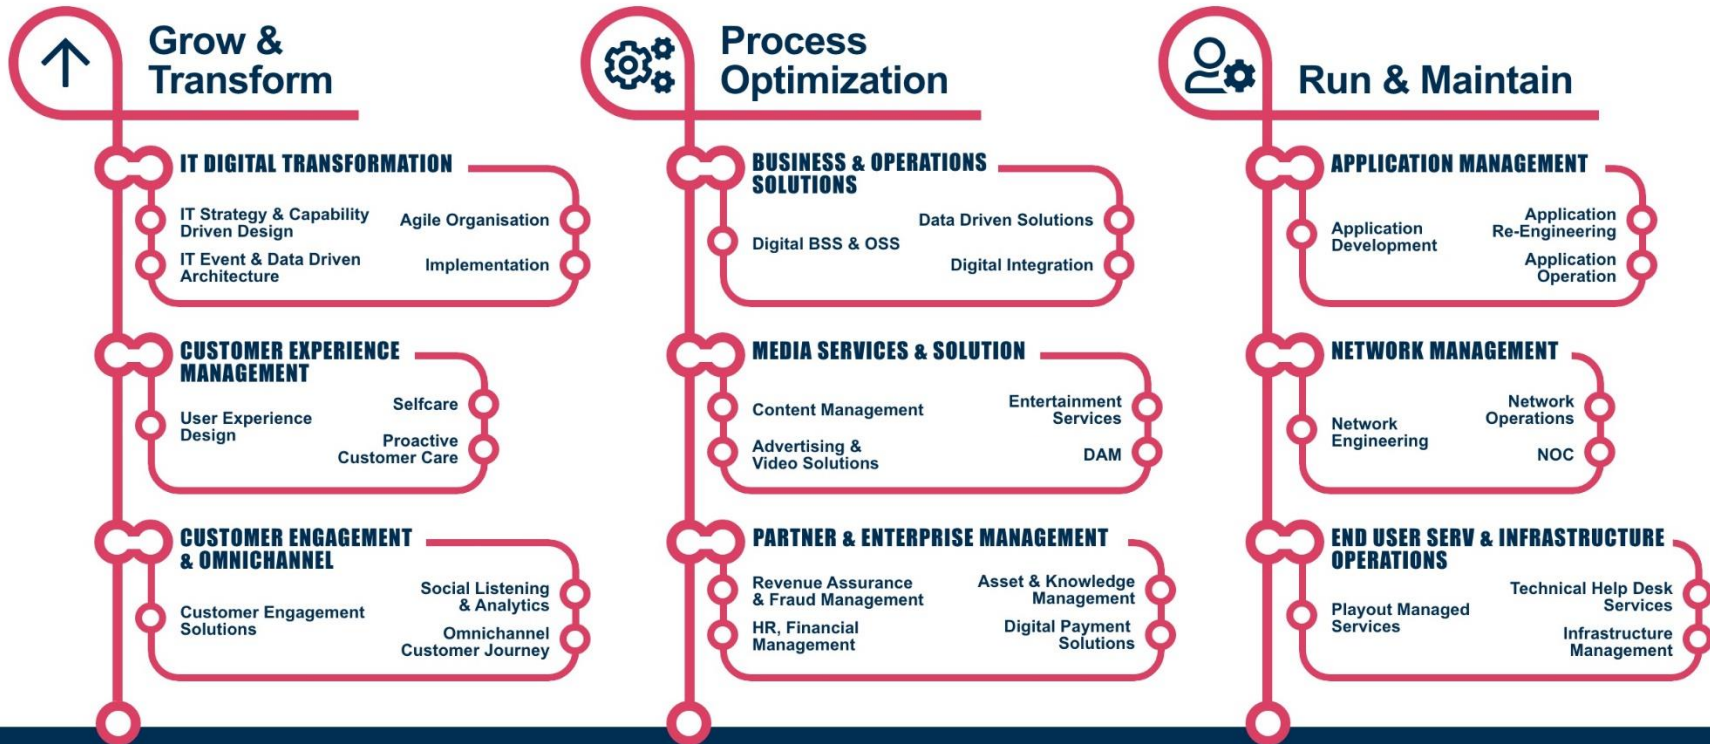 Grow &
Transform
IT DIGITAL TRANSFORMATION
IT Strategy & Capability
Driven Design
IT Event & Data Driven
Architecture
Agile Organisation
Implementation
CUSTOMER EXPERIENCE
MANAGEMENT
User Experience
Design
Selfcare
Proactive
Customer Care
CUSTOMER ENGAGEMENT
& OMNICHANNEL
Customer Engagement
Solutions
Social Listening
& Analytics
Omnichannel
Customer Journey
Process
Optimization
BUSINESS & OPERATIONS
SOLUTIONS
Digital BSS & OSS
Data Driven Solutions
Digital Integration
MEDIA SERVICES & SOLUTION
Content Management
Advertising &
Video Solutions
Entertainment
Services
DAM
PARTNER & ENTERPRISE MANAGEMENT
Revenue Assurance
& Fraud Management
HR, Financial
Management
Asset & Knowledge
Management
Digital Payment
Solutions
Run & Maintain
APPLICATION MANAGEMENT
Application
Development
Application
Re-Engineering
Application
Operation
NETWORK MANAGEMENT
Network
Engineering
Network
Operations
NOC
END USER SERV & INFRASTRUCTURE
OPERATIONS
Playout Managed
Services
Technical Help Desk
Services
Infrastructure
Management